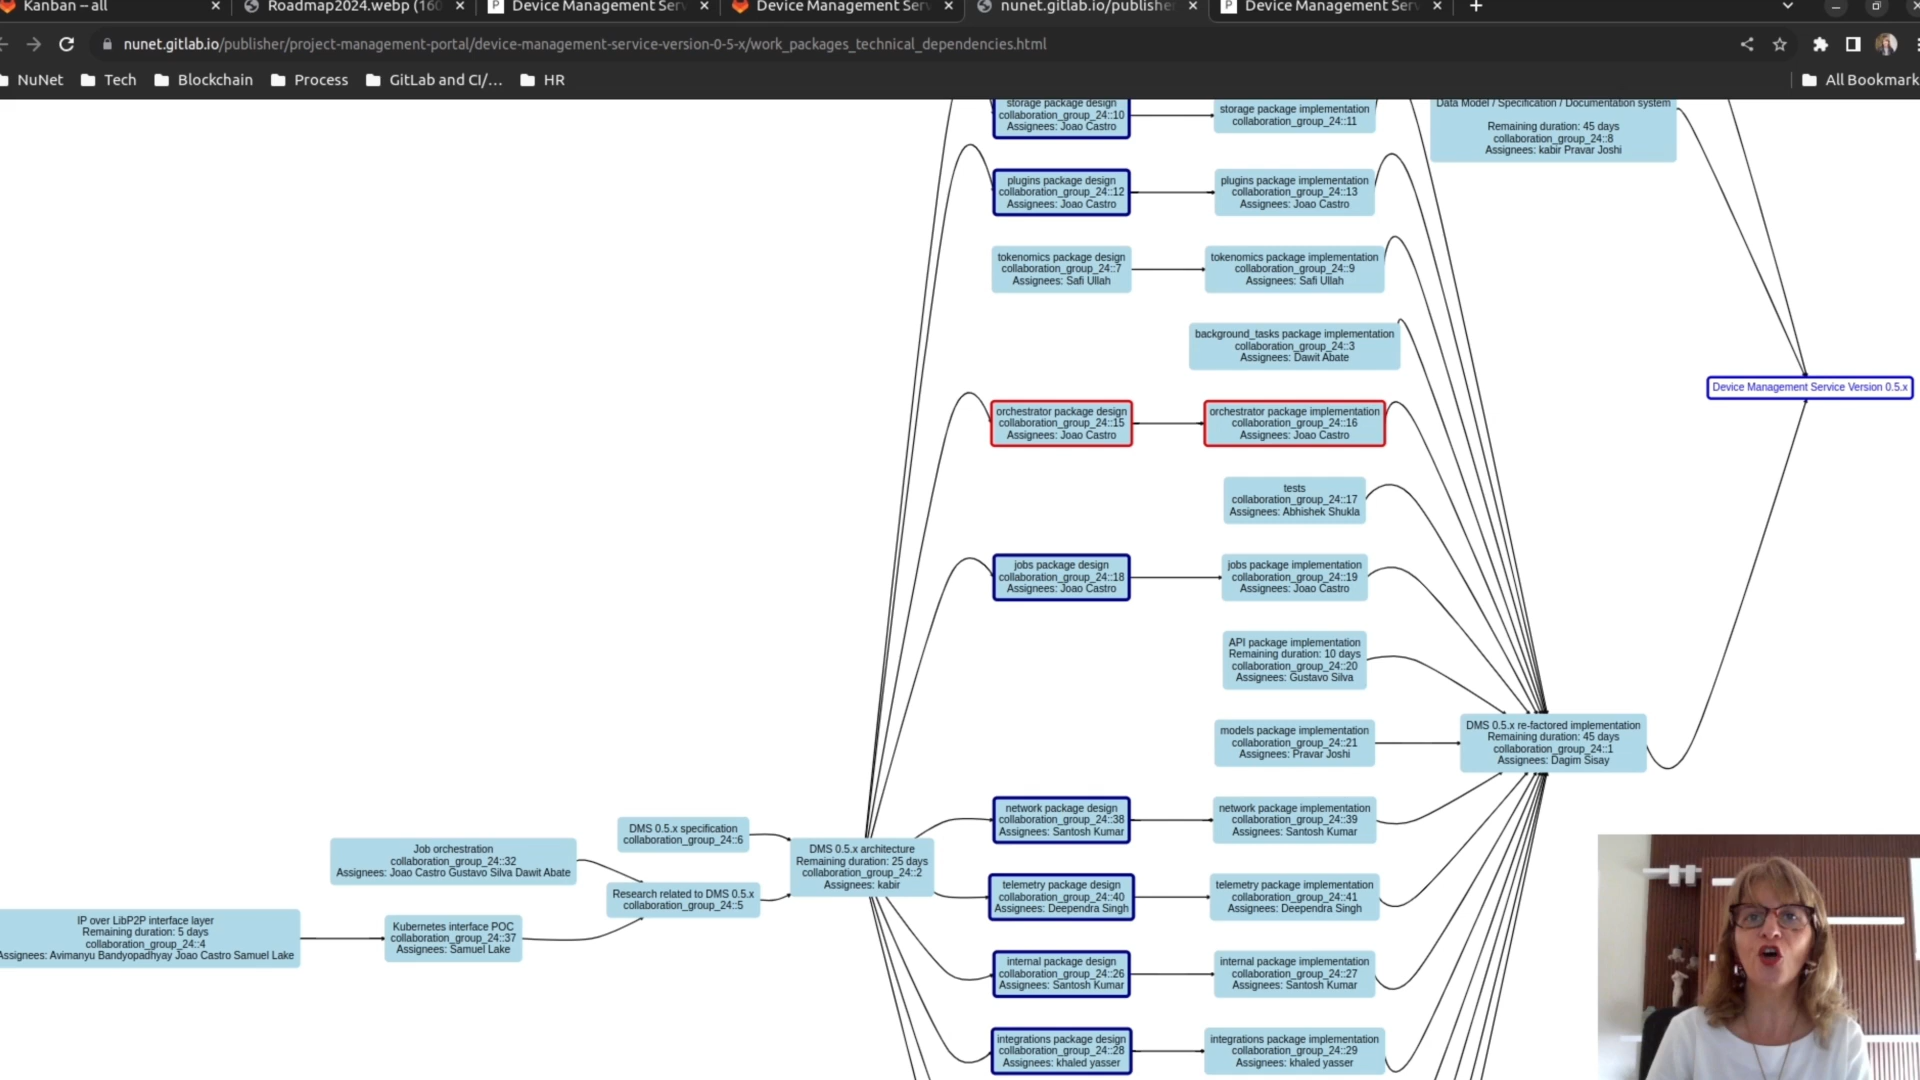 Kanban – all
Roadmap2024.webp (160
Device Management Serv
Device Management Serv
nunet.gitlab.io/publishe
Device Management Serv
nunet.gitlab.io/publisher/project-management-portal/device-management-service-version-0-5-x/work_packages_technical_dependencies.html
NuNet
Tech
Blockchain
Process
GitLab and CI/...
HR
All Bookmark
storage package design
collaboration_group_24::10
Assignees: Joao Castro
storage package implementation
collaboration_group_24::11
Data Model / Specification / Documentation system
Remaining duration: 45 days
collaboration_group_24::8
Assignees: kabir Pravar Joshi
plugins package design
collaboration_group_24::12
Assignees: Joao Castro
plugins package implementation
collaboration_group_24::13
Assignees: Joao Castro
tokenomics package design
collaboration_group_24::7
Assignees: Safi Ullah
tokenomics package implementation
collaboration_group_24::9
Assignees: Safi Ullah
background_tasks package implementation
collaboration_group_24::3
Assignees: Dawit Abate
Device Management Service Version 0.5.x
orchestrator package design
collaboration_group_24::15
Assignees: Joao Castro
orchestrator package implementation
collaboration_group_24::16
Assignees: Joao Castro
tests
collaboration_group_24::17
Assignees: Abhishek Shukla
jobs package design
collaboration_group_24::18
Assignees: Joao Castro
jobs package implementation
collaboration_group_24::19
Assignees: Joao Castro
API package implementation
Remaining duration: 10 days
collaboration_group_24::20
Assignees: Gustavo Silva
models package implementation
collaboration_group_24::21
Assignees: Pravar Joshi
DMS 0.5.x re-factored implementation
Remaining duration: 45 days
collaboration_group_24::1
Assignees: Dagim Sisay
network package design
collaboration_group_24::38
Assignees: Santosh Kumar
network package implementation
collaboration_group_24::39
Assignees: Santosh Kumar
DMS 0.5.x specification
collaboration_group_24::6
Job orchestration
collaboration_group_24::32
Assignees: Joao Castro Gustavo Silva Dawit Abate
DMS 0.5.x architecture
Remaining duration: 25 days
collaboration_group_24::2
Assignees: kabir
Research related to DMS 0.5.x
collaboration_group_24::5
telemetry package design
collaboration_group_24::40
Assignees: Deependra Singh
telemetry package implementation
collaboration_group_24::41
Assignees: Deependra Singh
IP over LibP2P interface layer
Remaining duration: 5 days
collaboration_group_24::4
Assignees: Avimanyu Bandyopadhyay Joao Castro Samuel Lake
Kubernetes interface POC
collaboration_group_24::37
Assignees: Samuel Lake
internal package design
collaboration_group_24::26
Assignees: Santosh Kumar
internal package implementation
collaboration_group_24::27
Assignees: Santosh Kumar
integrations package design
collaboration_group_24::28
Assignees: khaled yasser
integrations package implementation
collaboration_group_24::29
Assignees: khaled yasser